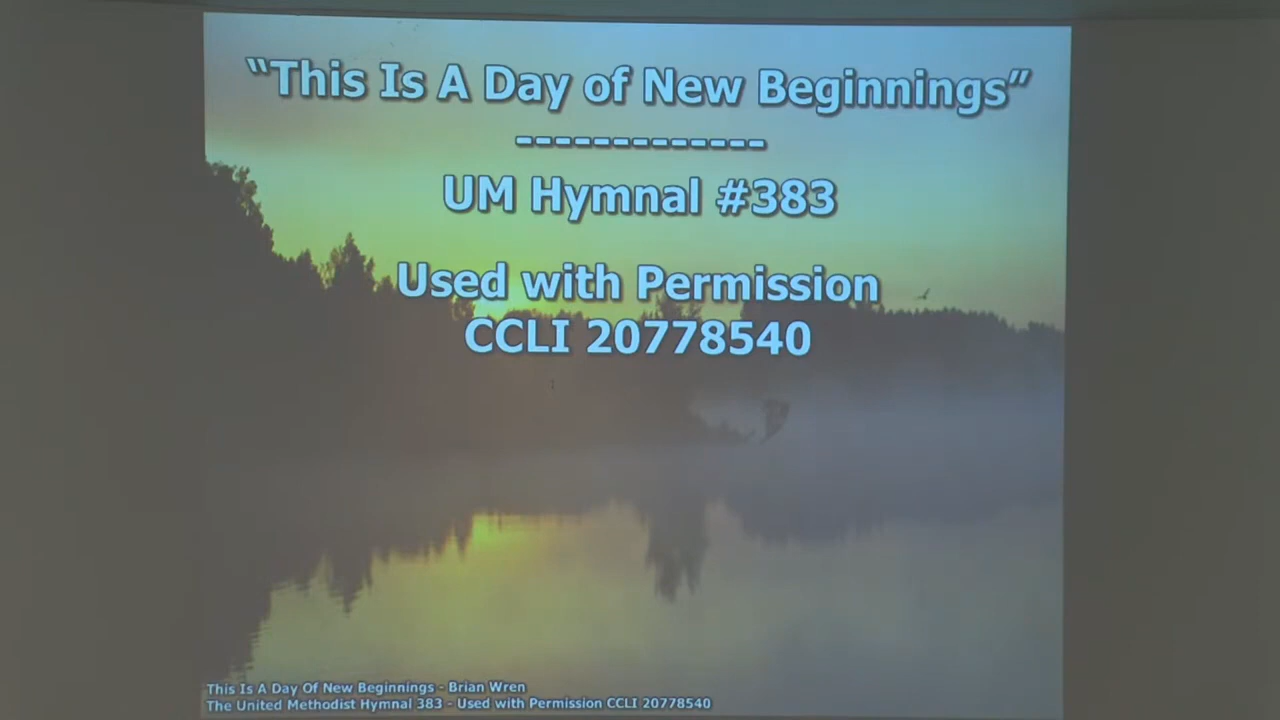 “This Is A Day of New Beginnings”
-------------
UM Hymnal #383
Used with Permission
CCLI 20778540
This Is A Day Of New Beginnings - Brian Wren
The United Methodist Hymnal 383 - Used with Permission CCLI 20778540